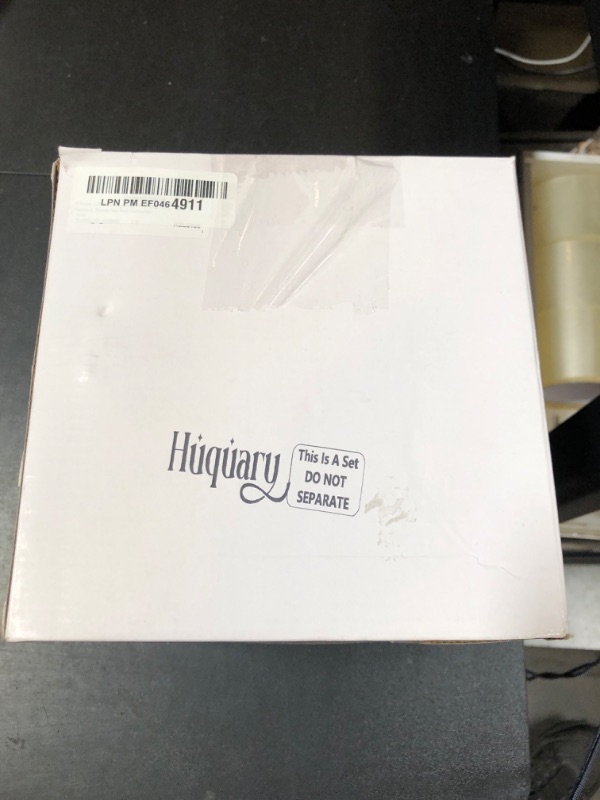 LPN PM EF0464911
Huquary
This Is A Set
DO NOT
SEPARATE